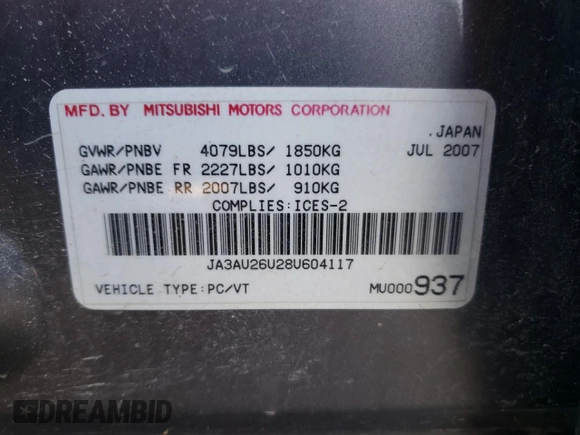 MFD. BY MITSUBISHI MOTORS CORPORATION
.JAPAN
GVWR/PNBV 4079LBS/ 1850KG JUL 2007
GAWR/PNBE FR 2227LBS/ 1010KG
GAWR/PNBE RR 2007LBS/ 910KG
COMPLIES:ICES-2
JA3AU26U28U604117
VEHICLE TYPE:PC/VT MU000937
DREAMBID